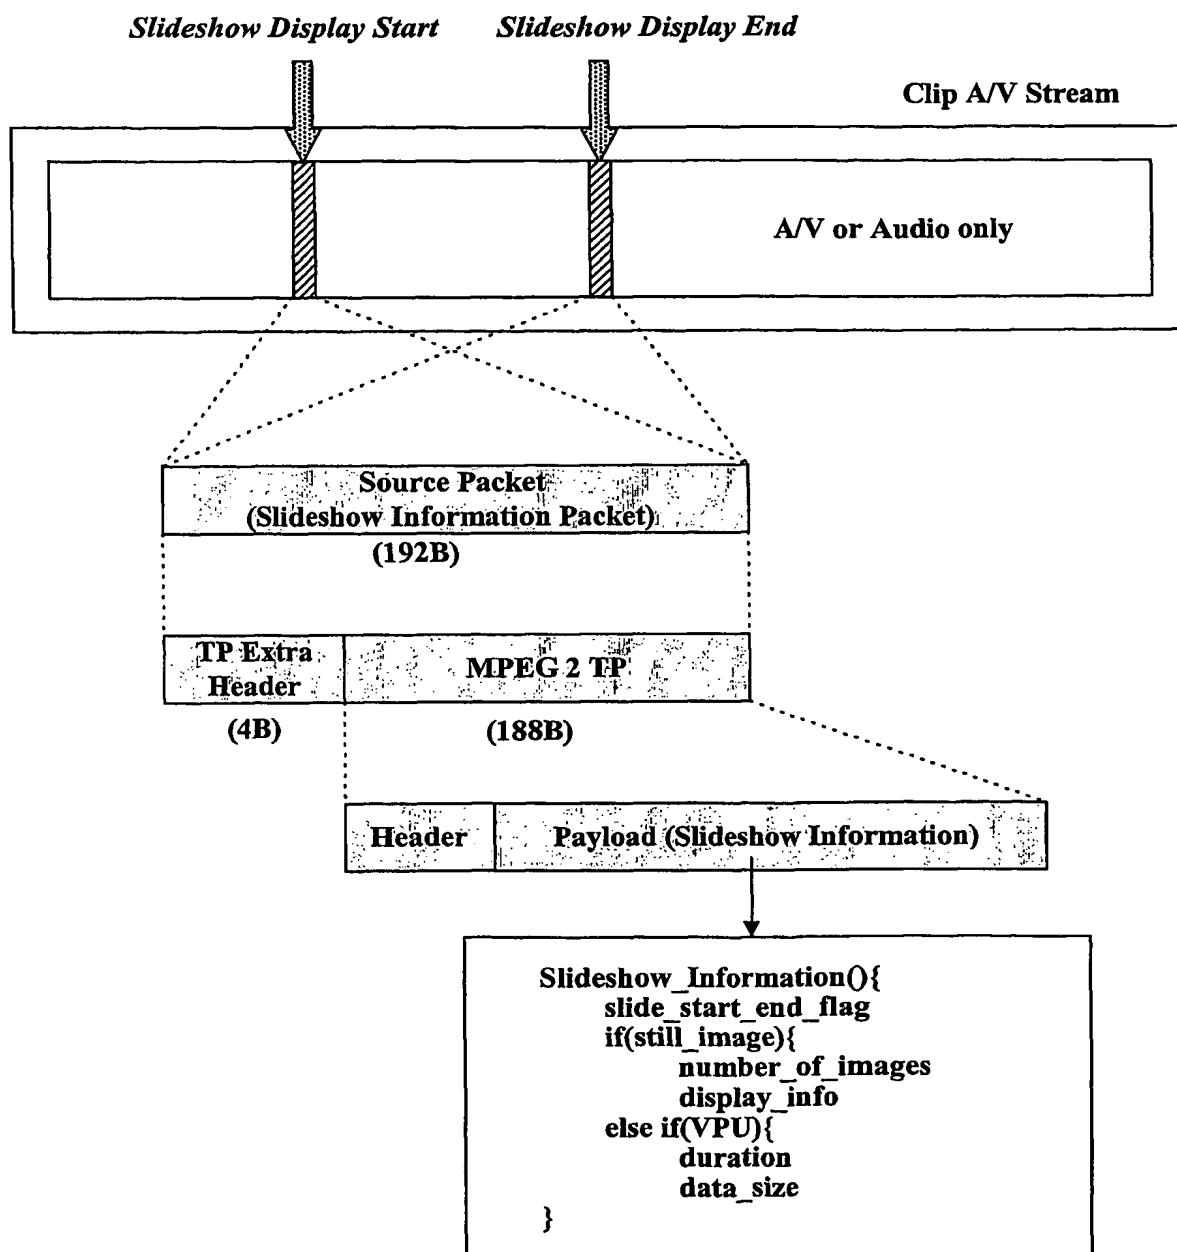 Slideshow Display Start
Slideshow Display End
Clip A/V Stream
A/V or Audio only
Source Packet
(Slideshow Information Packet)
(192B)
TP Extra
Header
MPEG 2 TP
(4B)
(188B)
Header
Payload (Slideshow Information)
Slideshow_Information(){
slide_start_end_flag
if(still_image){
number_of_images
display_info
else if(VPU){
duration
data_size
}